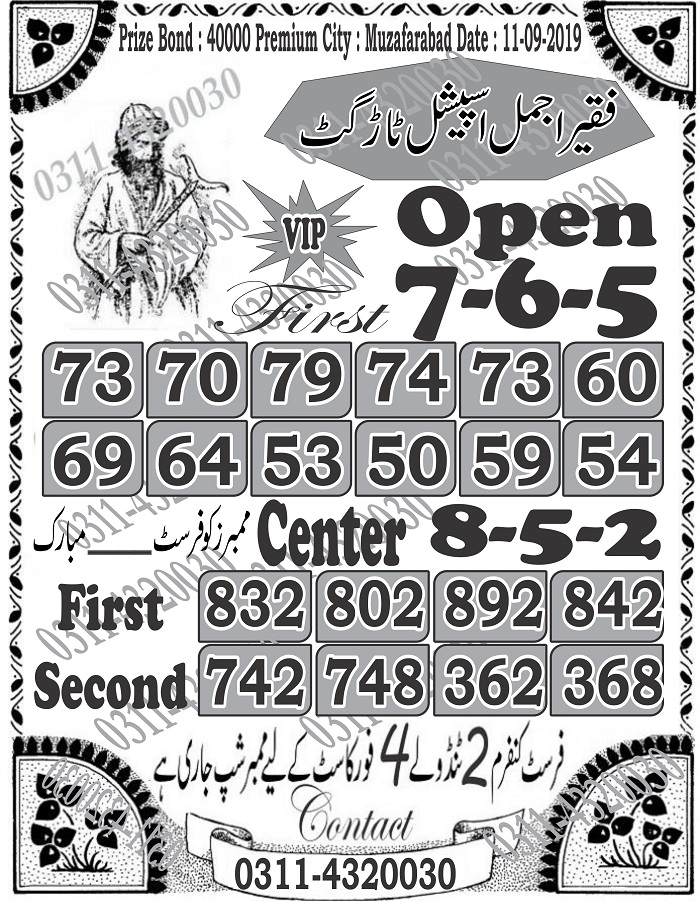 Prize Bond : 40000 Premium City : Muzafarabad Date : 11-09-2019
فقیر اجمل اسپیشل ٹارگٹ
VIP
Open
First 7-6-5
73 70 79 74 73 60
69 64 53 50 59 54
ممبرز کو فرسٹ ____ مبارک Center 8-5-2
First 832 802 892 842
Second 742 748 362 368
فرسٹ کنفرم 2 ٹنڈولے 4 فورکاسٹ کے لیے ممبر شپ جاری ہے
Contact
0311-4320030